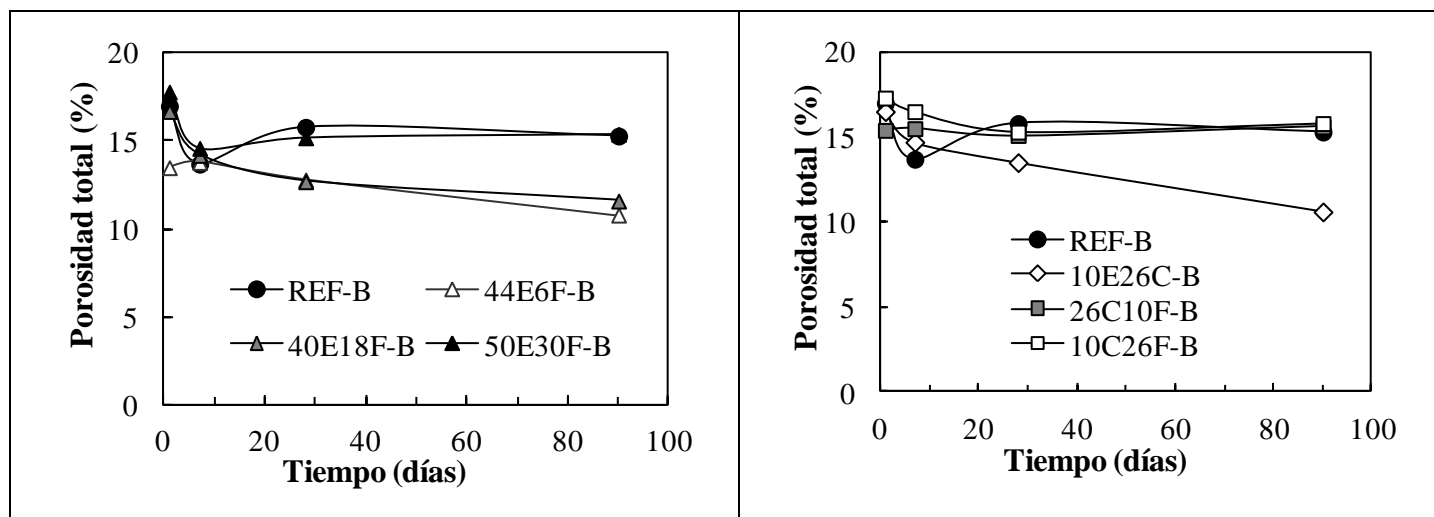 Porosidad total (%)
20
15
10
5
0
REF-B 44E6F-B
40E18F-B 50E30F-B
0 20 40 60 80 100
Tiempo (días)
Porosidad total (%)
20
15
10
5
0
REF-B
10E26C-B
26C10F-B
10C26F-B
0 20 40 60 80 100
Tiempo (días)